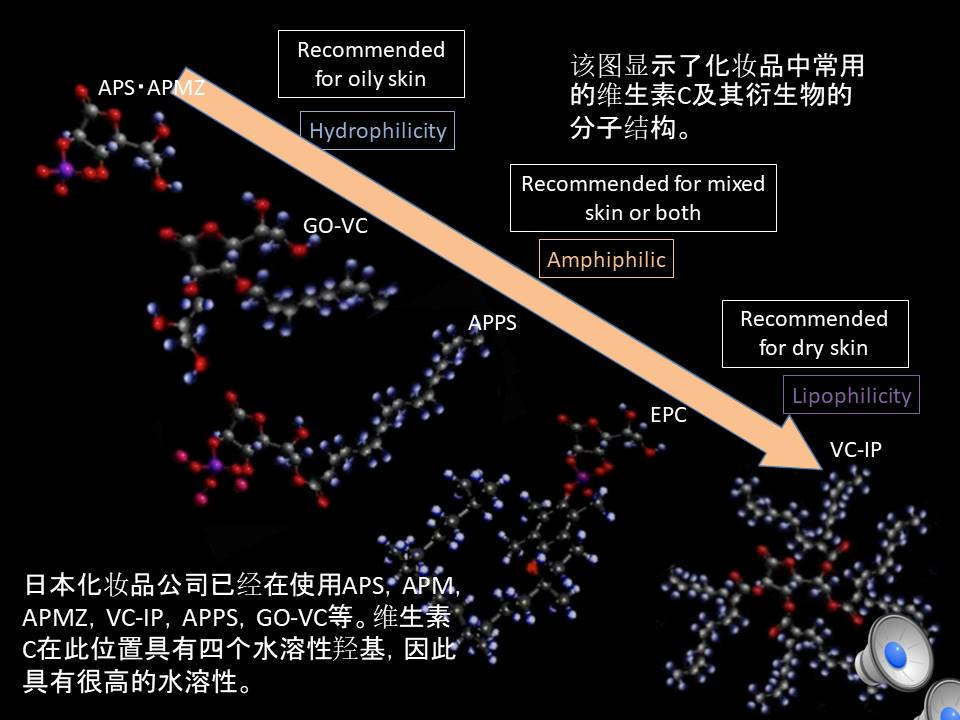 Recommended
for oily skin
APS・APMZ
Hydrophilicity
该图显示了化妆品中常用
的维生素C及其衍生物的
分子结构。
Recommended for mixed
skin or both
GO-VC
Amphiphilic
APPS
Recommended
for dry skin
Lipophilicity
EPC
VC-IP
日本化妆品公司已经在使用APS，APM，
APMZ，VC-IP，APPS，GO-VC等。维生素
C在此位置具有四个水溶性羟基，因此
具有很高的水溶性。